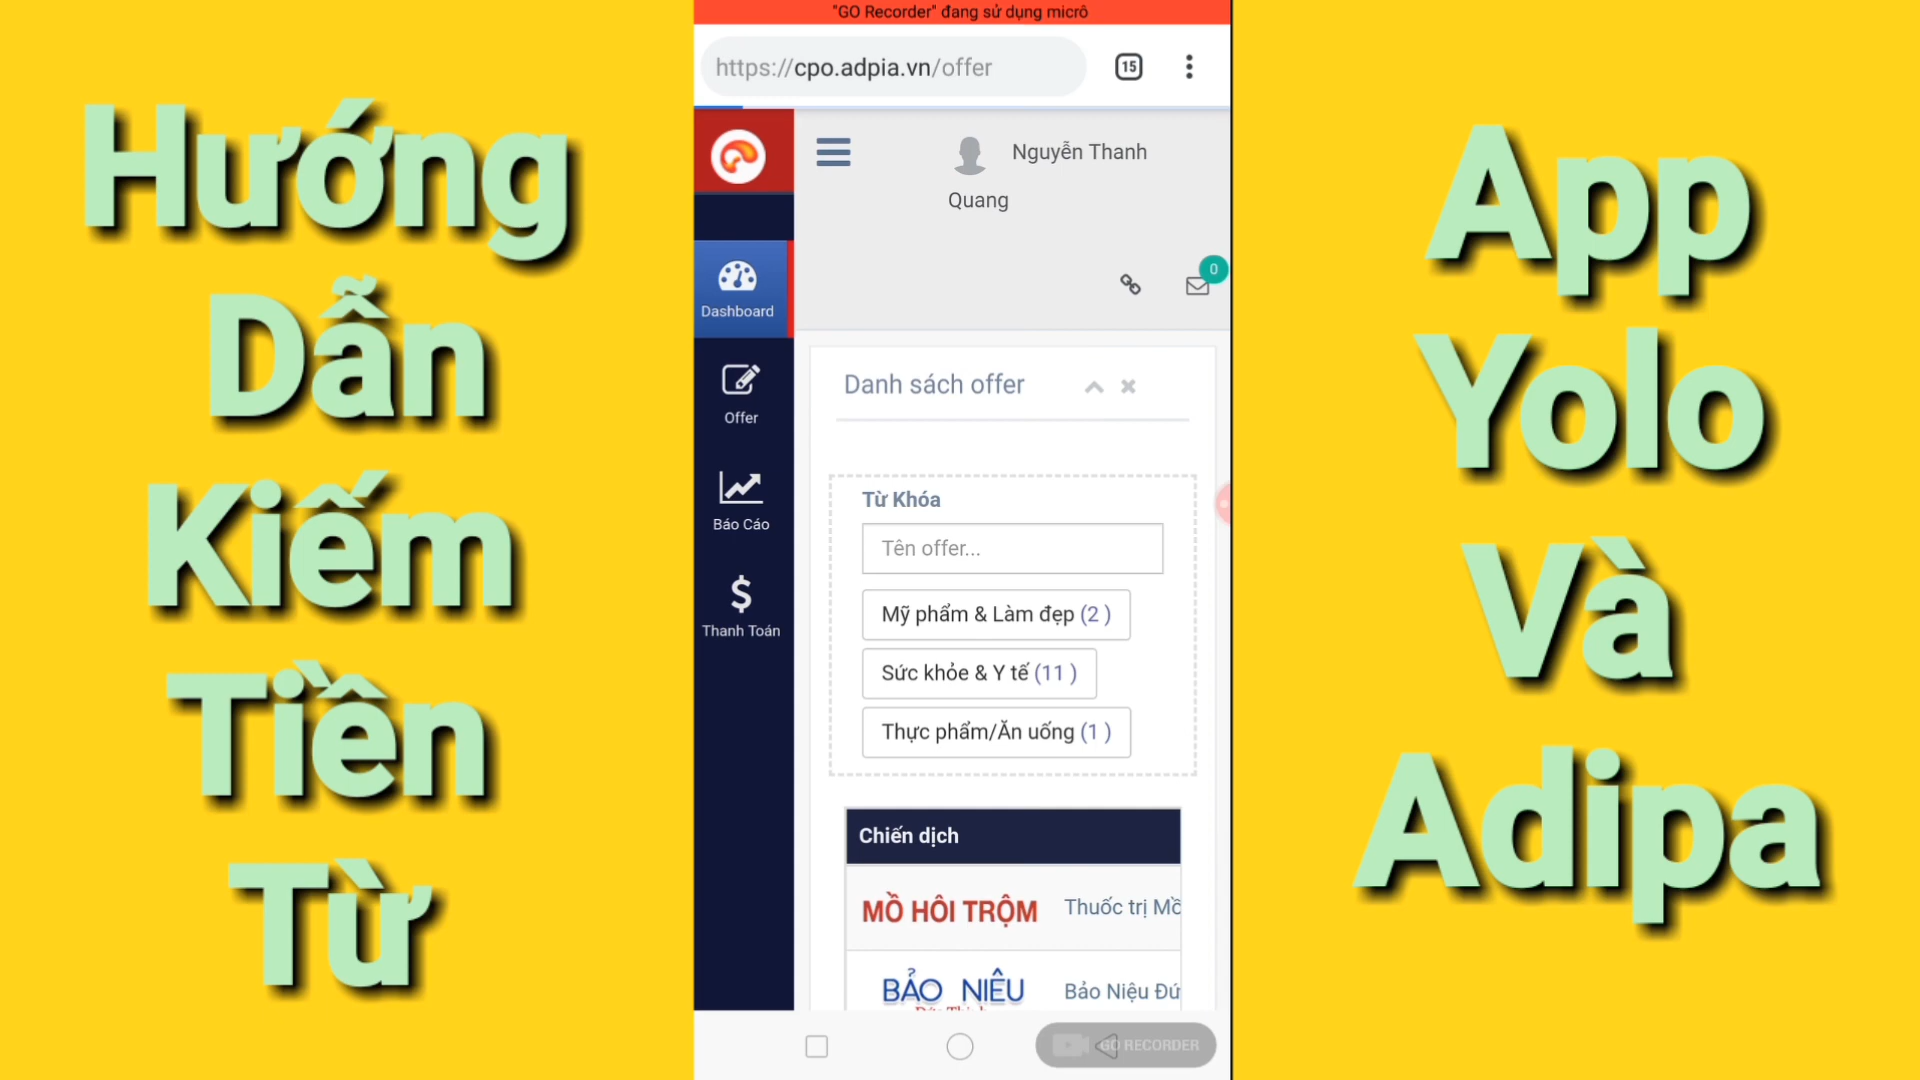 Hướng
Dẫn
Kiếm
Tiền
Từ
"GO Recorder" đang sử dụng micrô
https://cpo.adpia.vn/offer
15
Nguyễn Thanh
Quang
0
Dashboard
Offer
Báo Cáo
Thanh Toán
Danh sách offer
Từ Khóa
Tên offer...
Mỹ phẩm & Làm đẹp (2 )
Sức khỏe & Y tế (11 )
Thực phẩm/Ăn uống (1 )
Chiến dịch
MỒ HÔI TRỘM
Thuốc trị Mồ
BẢO NIỆU
Bảo Niệu Đứ
GO RECORDER
App
Yolo
Và
Adipa